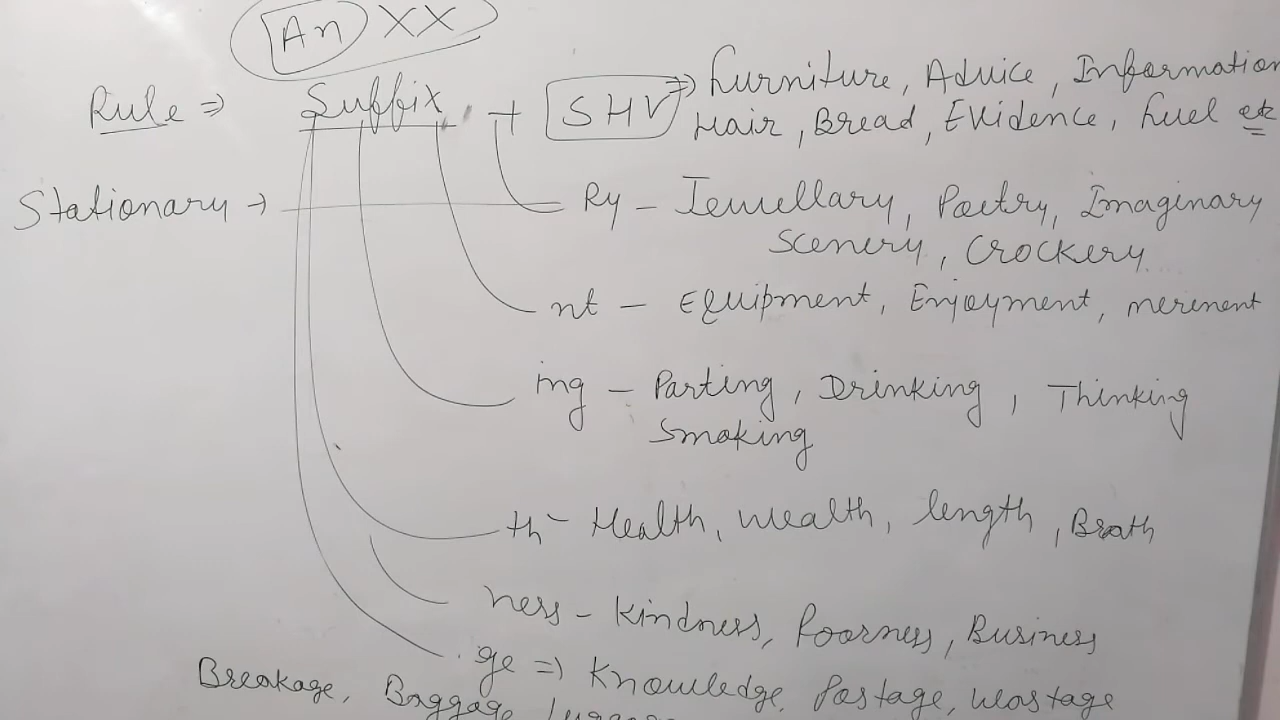 An XX
Rule ⇒ Suffix + SHV ⇒ Furniture, Advice, Information
Hair, Bread, Evidence, Fuel etc
Stationary → Ry - Jewellary, Poetry, Imaginary
Scenery, Crockery
nt - Equipment, Enjoyment, merement
ing - Parting, Drinking, Thinking
Smoking
th - Health, wealth, length, Brath
ness - Kindness, Poorness, Business
ge ⇒ Knowledge, Postage, Wastage
Breakage, Baggage,